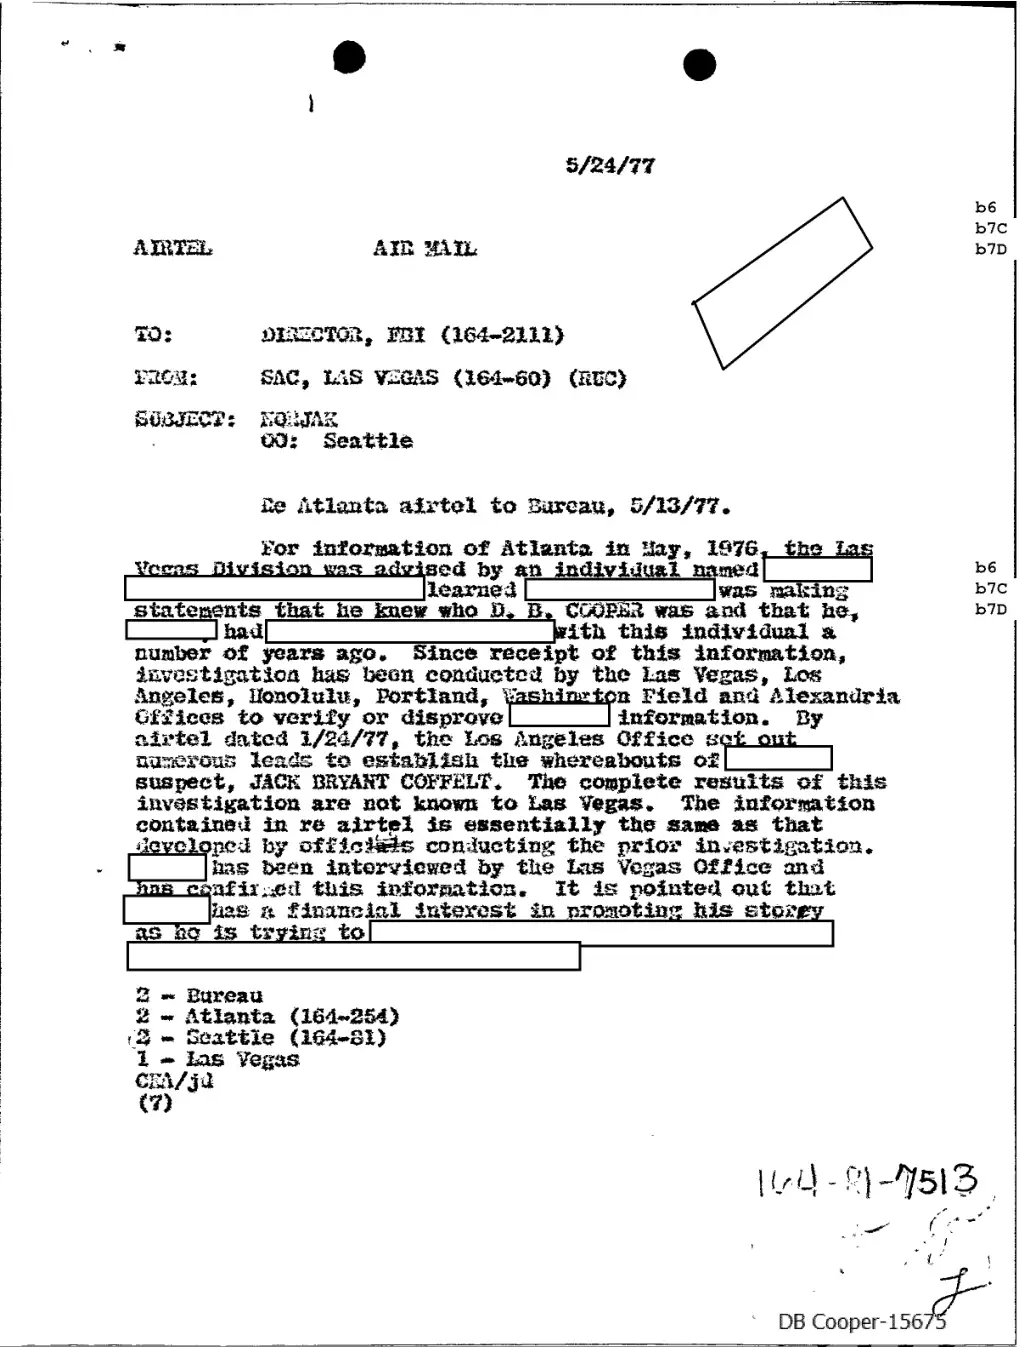 5/24/77
b6
b7C
b7D
AIRTEL AIR MAIL
TO: DIRECTOR, FBI (164-2111)
FROM: SAC, LAS VEGAS (164-60) (RUC)
SUBJECT: NORJAK
OO: Seattle
Re Atlanta airtel to Bureau, 5/13/77.
For information of Atlanta in May, 1976, the Las
Vegas Division was advised by an individual named
b6
learned was making
b7C
statements that he knew who D. B. COOPER was and that he,
b7D
had with this individual a
number of years ago. Since receipt of this information,
investigation has been conducted by the Las Vegas, Los
Angeles, Honolulu, Portland, Washington Field and Alexandria
Offices to verify or disprove information. By
airtel dated 1/24/77, the Los Angeles Office set out
numerous leads to establish the whereabouts of
suspect, JACK BRYANT COFFELT. The complete results of this
investigation are not known to Las Vegas. The information
contained in re airtel is essentially the same as that
developed by offices conducting the prior investigation.
has been interviewed by the Las Vegas Office and
has confirmed this information. It is pointed out that
has a financial interest in promoting his storey
as he is trying to
2 - Bureau
2 - Atlanta (164-254)
2 - Seattle (164-81)
1 - Las Vegas
CEA/jd
(7)
164-81-7513
DB Cooper-15675